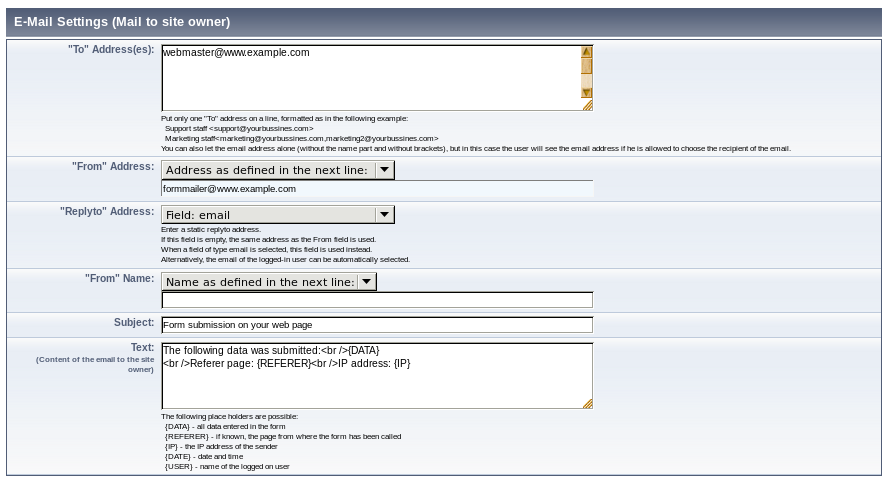 E-Mail Settings (Mail to site owner)
"To" Address(es):
webmaster@www.example.com
Put only one "To" address on a line, formatted as in the following example:
Support staff <support@yourbussines.com>
Marketing staff<marketing@yourbussines.com,marketing2@yourbussines.com>
You can also let the email address alone (without the name part and without brackets), but in this case the user will see the email address if he is allowed to choose the recipient of the email.
"From" Address:
Address as defined in the next line:
formmailer@www.example.com
"Replyto" Address:
Field: email
Enter a static replyto address.
If this field is empty, the same address as the From field is used.
When a field of type email is selected, this field is used instead.
Alternatively, the email of the logged-in user can be automatically selected.
"From" Name:
Name as defined in the next line:
Subject:
Form submission on your web page
Text:
(Content of the email to the site
owner)
The following data was submitted:<br />{DATA}
<br />Referer page: {REFERER}<br />IP address: {IP}
The following place holders are possible:
{DATA} - all data entered in the form
{REFERER} - if known, the page from where the form has been called
{IP} - the IP address of the sender
{DATE} - date and time
{USER} - name of the logged on user